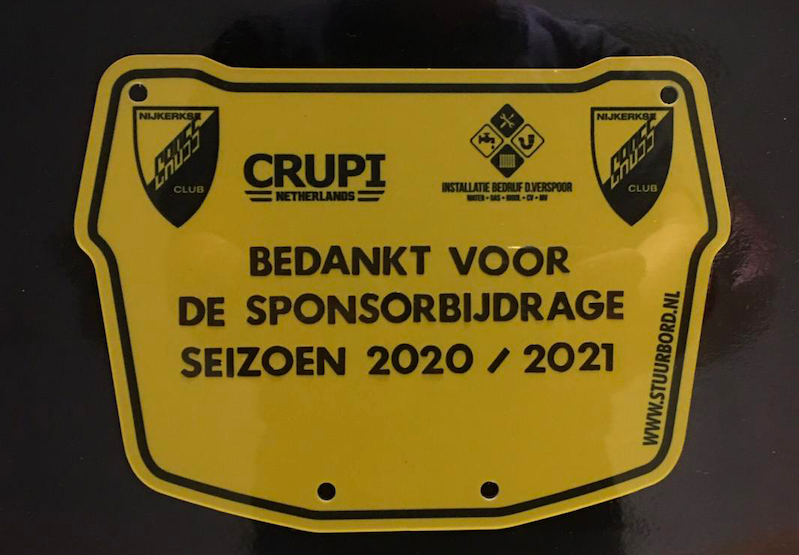 NIJKERKSE
CROSS
CLUB
CRUPI
NETHERLANDS
INSTALLATIE BEDRIJF D.VERSPOOR
WATER • GAS • RIOOL • CV • MV
NIJKERKSE
CROSS
CLUB
BEDANKT VOOR
DE SPONSORBIJDRAGE
SEIZOEN 2020 / 2021
WWW.STUURBORD.NL